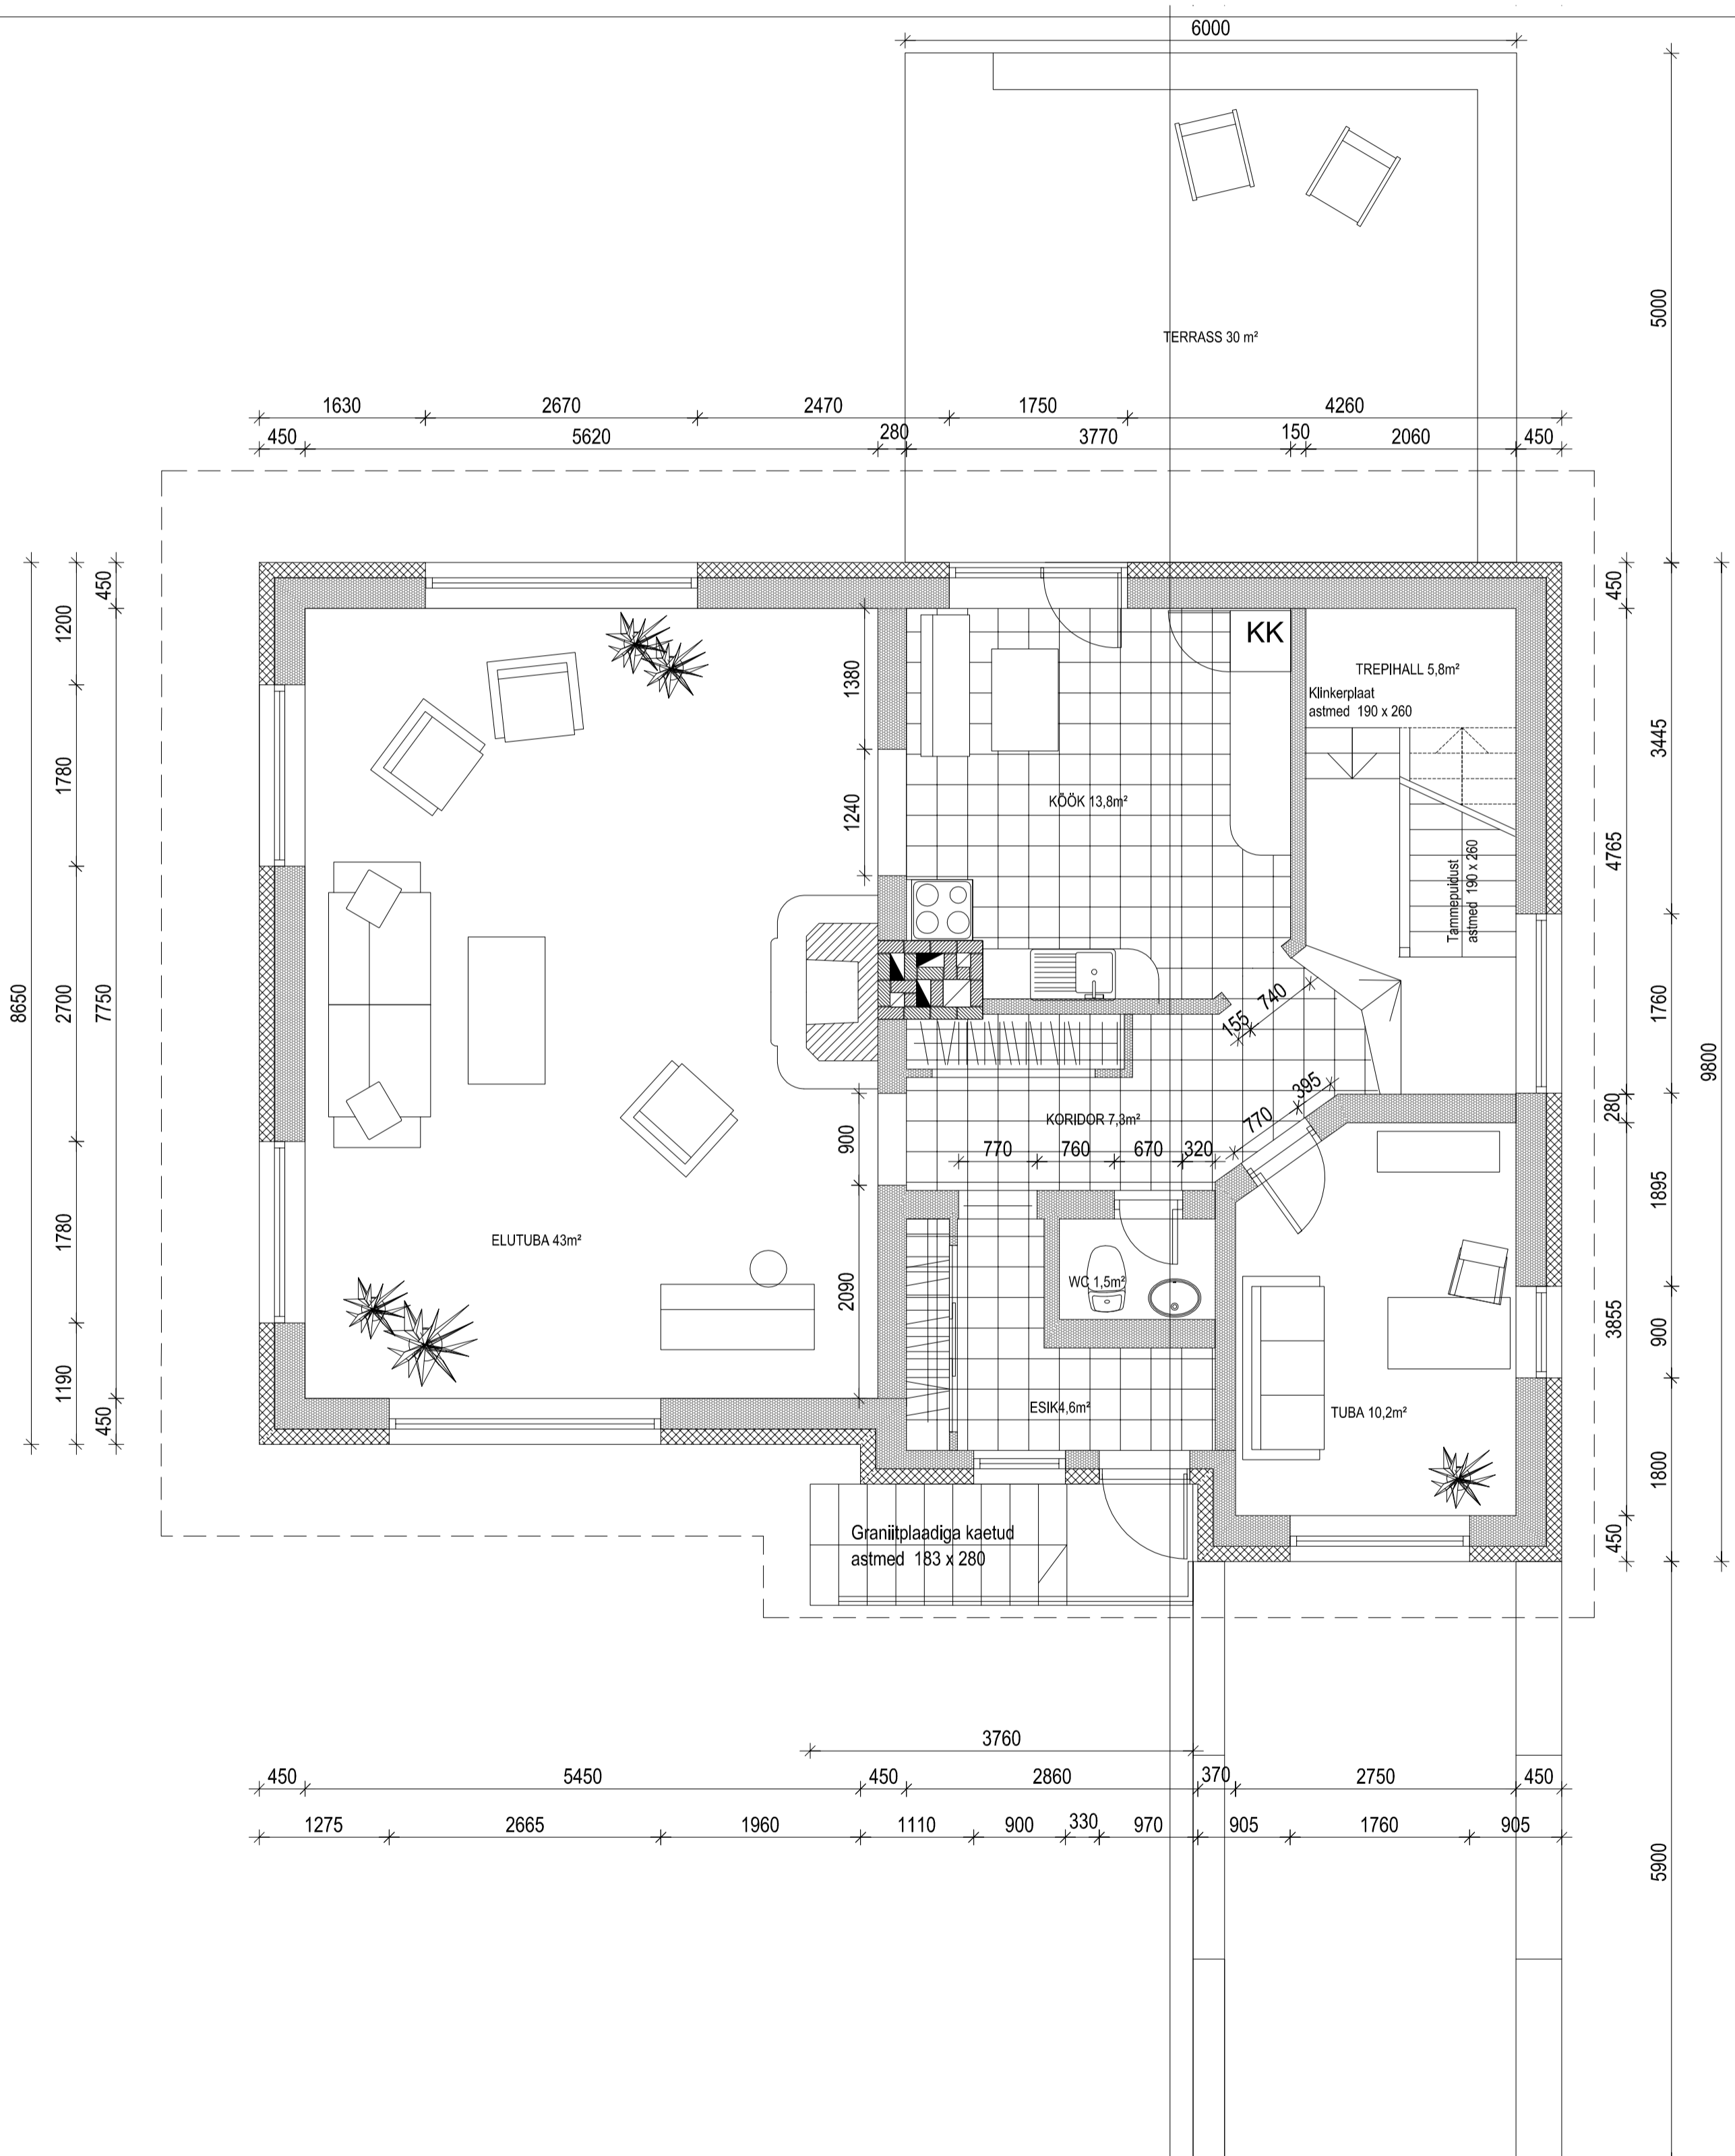 6000
5000
TERRASS 30 m²
1630 2670 2470 1750 4260
450 5620 280 3770 150 2060 450
8650
1200 1780 2700 1780 1190
450 7750 450
1380
1240
900
2090
KK
TREPIHALL 5,8m²
Klinkerplaat
astmed 190 x 260
KÖÖK 13,8m²
Tammepuidust
astmed 190 x 260
155 740
395
770
KORIDOR 7,3m²
770 760 670 320
ELUTUBA 43m²
WC 1,5m²
ESIK4,6m²
TUBA 10,2m²
Graniitplaadiga kaetud
astmed 183 x 280
450 4765 280 3855 450
3445 1760 1895 900 1800
9800
3760
450 5450 450 2860 370 2750 450
1275 2665 1960 1110 900 330 970 905 1760 905
5900